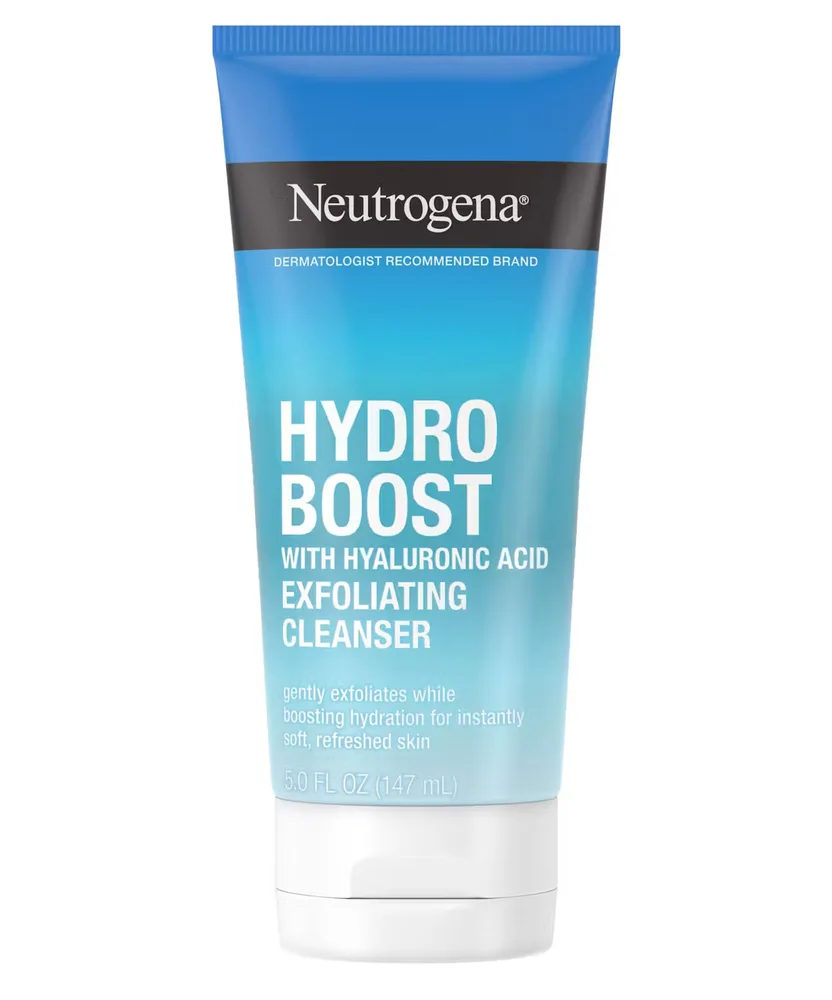 Neutrogena®
DERMATOLOGIST RECOMMENDED BRAND
HYDRO
BOOST
WITH HYALURONIC ACID
EXFOLIATING
CLEANSER
gently exfoliates while
boosting hydration for instantly
soft, refreshed skin
5.0 FL OZ (147 mL)